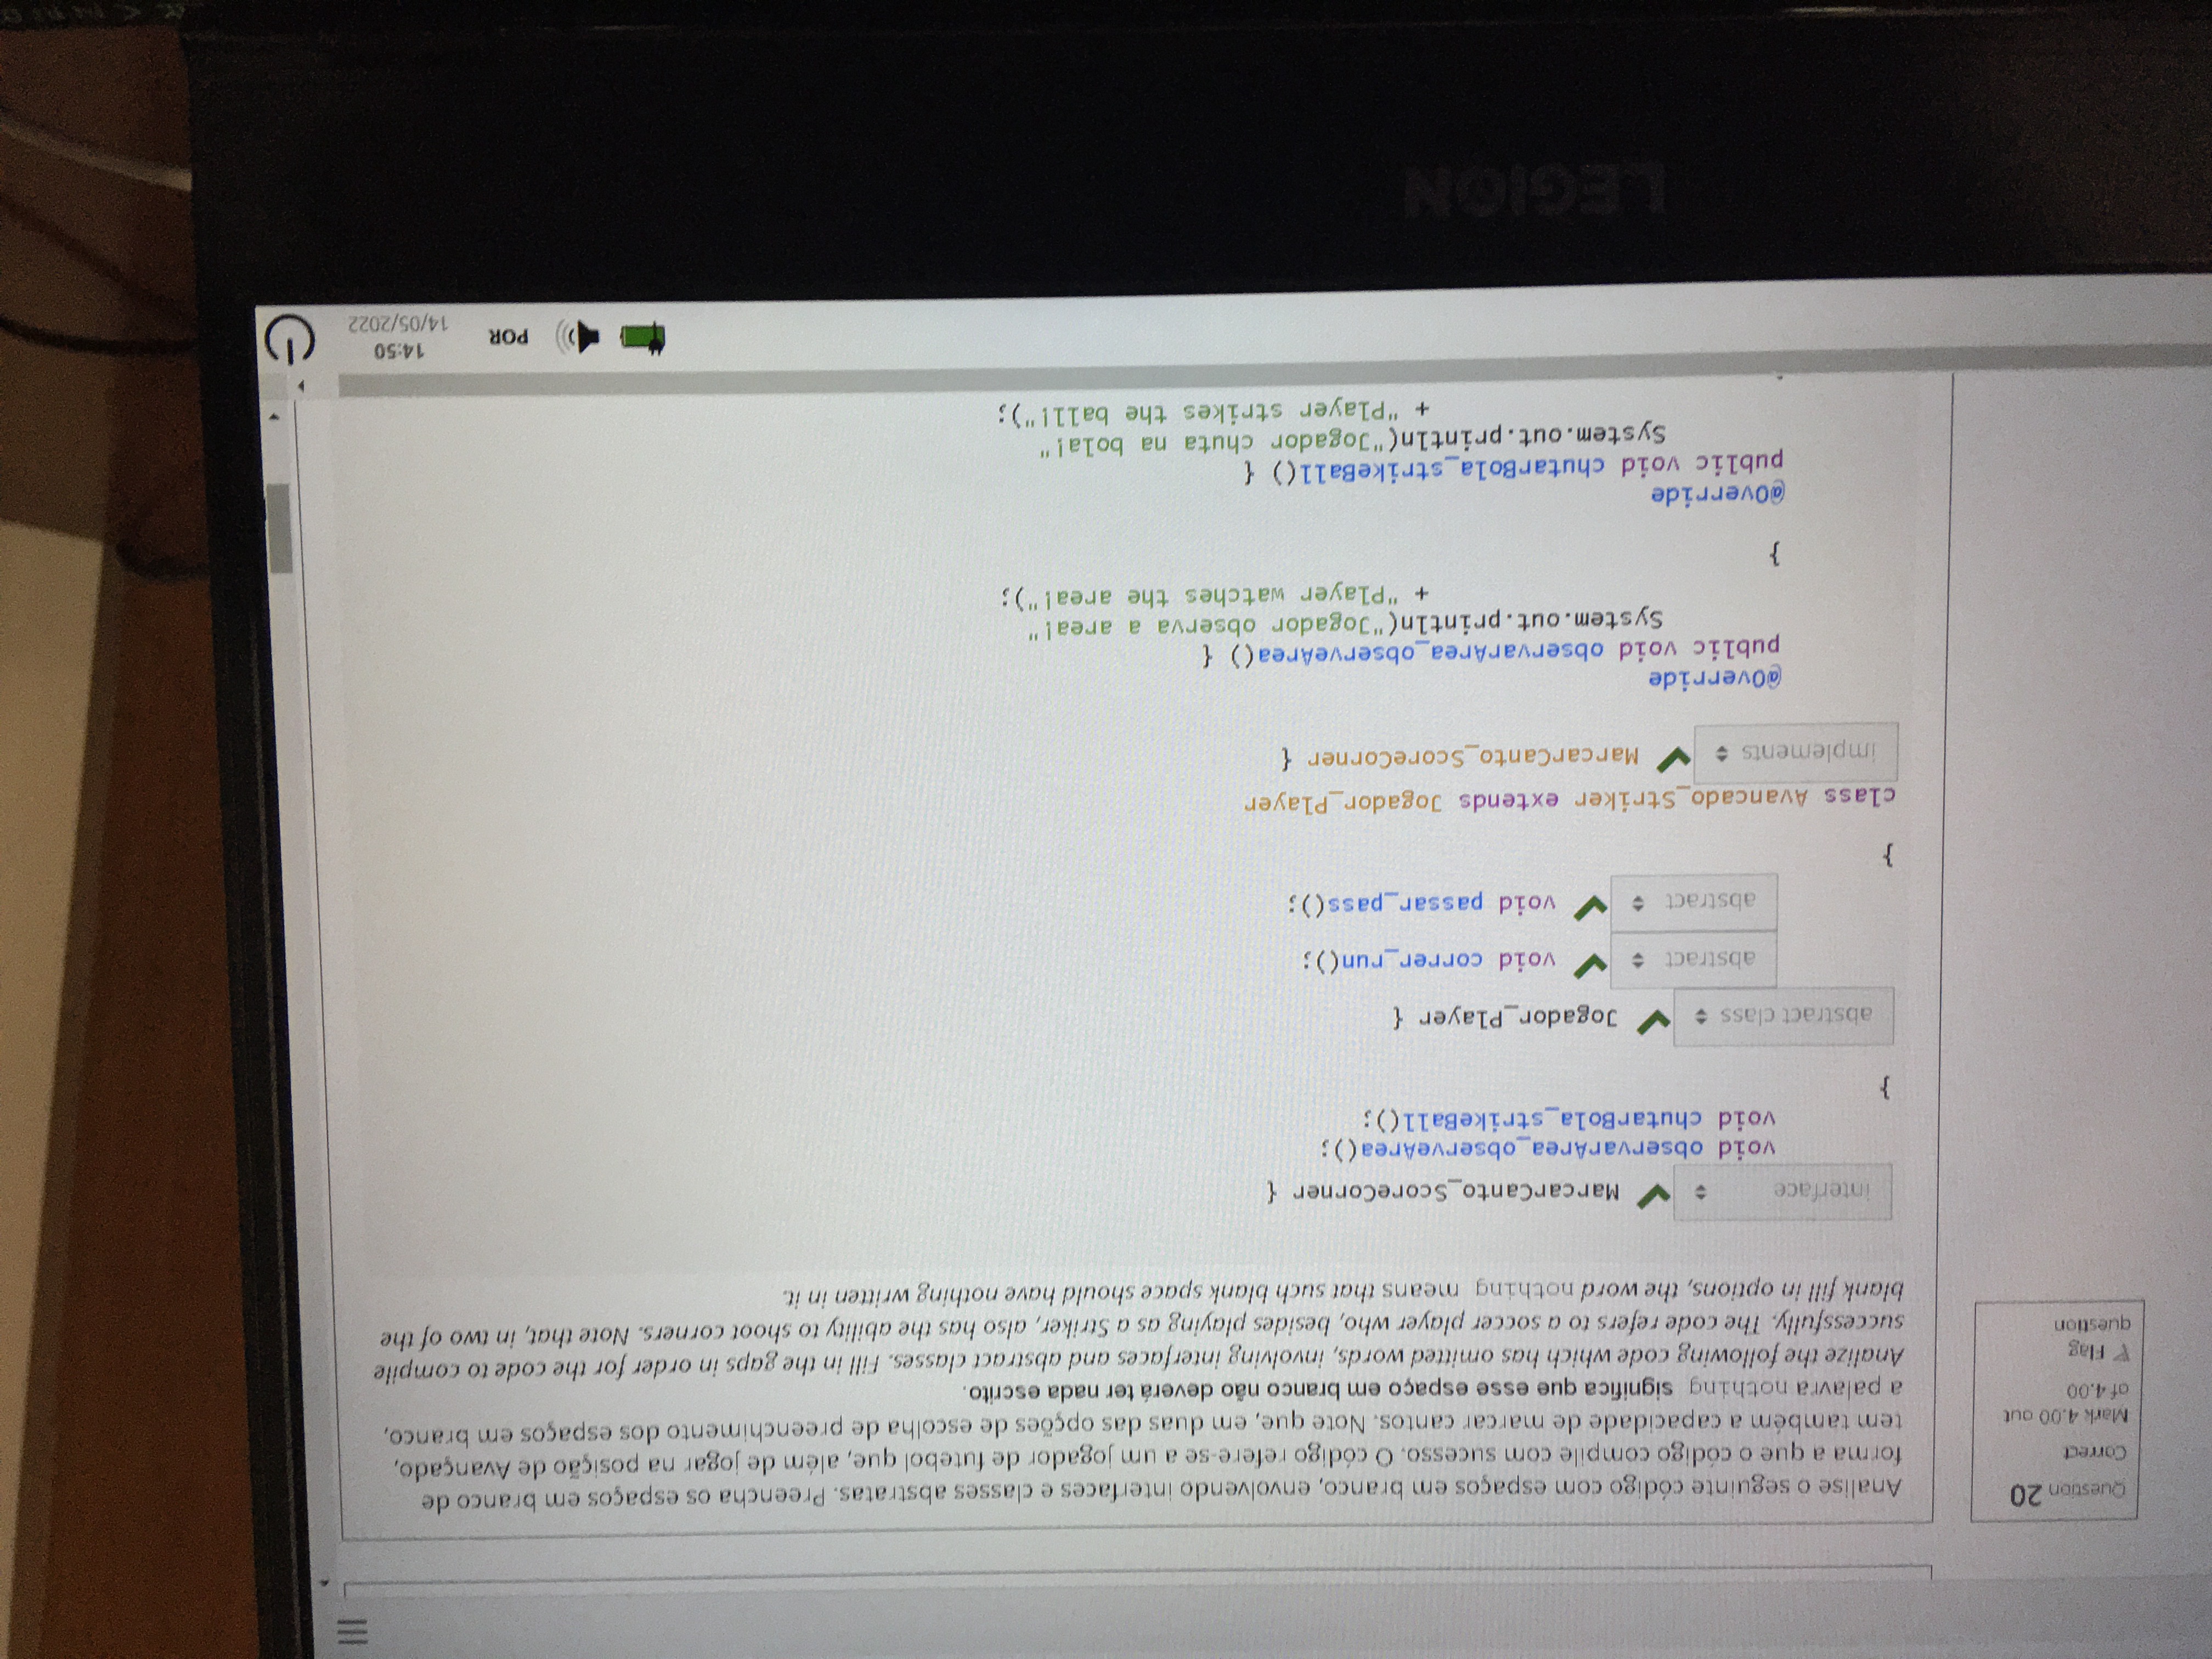 Question 20
Correct
Mark 4.00 out
of 4.00
Flag
question
Analise o seguinte código com espaços em branco, envolvendo interfaces e classes abstratas. Preencha os espaços em branco de
forma a que o código compile com sucesso. O código refere-se a um jogador de futebol que, além de jogar na posição de Avançado,
tem também a capacidade de marcar cantos. Note que, em duas das opções de escolha de preenchimento dos espaços em branco,
a palavra nothing significa que esse espaço em branco não deverá ter nada escrito.
Analize the following code which has omitted words, involving interfaces and abstract classes. Fill in the gaps in order for the code to compile
successfully. The code refers to a soccer player who, besides playing as a Striker, also has the ability to shoot corners. Note that, in two of the
blank fill in options, the word nothing means that such blank space should have nothing written in it.
interface MarcarCanto_ScoreCorner {
void observarArea_observeArea();
void chutarBola_strikeBall();
}
abstract class Jogador_Player {
abstract void correr_run();
abstract void passar_pass();
}
class Avancado_Striker extends Jogador_Player
implements MarcarCanto_ScoreCorner {
@Override
public void observarArea_observeArea() {
System.out.println("Jogador observa a area!"
+ "Player watches the area!");
}
@Override
public void chutarBola_strikeBall() {
System.out.println("Jogador chuta na bola!"
+ "Player strikes the ball!");
POR
14:50
14/05/2022
LEGION